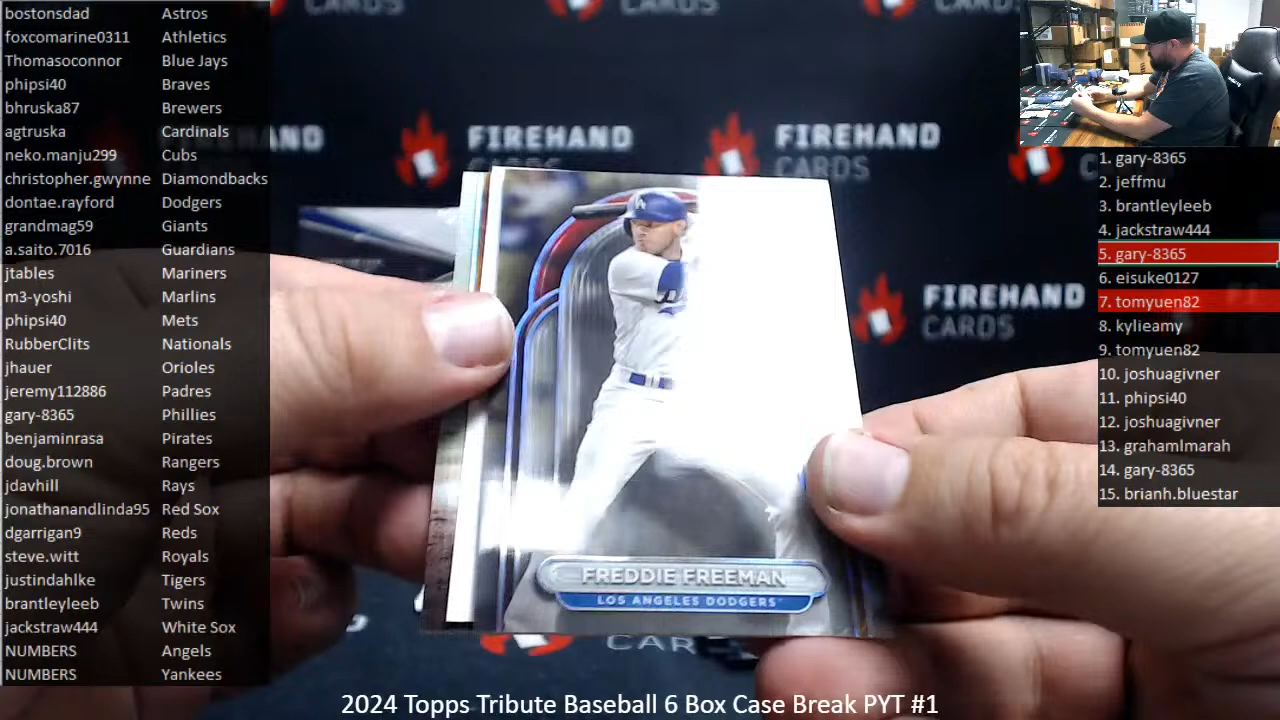 bostonsdad Astros
foxcomarine0311 Athletics
Thomasoconnor Blue Jays
phipsi40 Braves
bhruska87 Brewers
agtruska Cardinals
neko.manju299 Cubs
christopher.gwynne Diamondbacks
dontae.rayford Dodgers
grandmag59 Giants
a.saito.7016 Guardians
jtables Mariners
m3-yoshi Marlins
phipsi40 Mets
RubberClits Nationals
jhauer Orioles
jeremy112886 Padres
gary-8365 Phillies
benjaminrasa Pirates
doug.brown Rangers
jdavhill Rays
jonathanandlinda95 Red Sox
dgarrigan9 Reds
steve.witt Royals
justindahlke Tigers
brantleyleeb Twins
jackstraw444 White Sox
NUMBERS Angels
NUMBERS Yankees
CARDS
CARDS
FIREHAND
CARDS
FIREHAND
CARDS
FIREHAND
CARDS
FREDDIE FREEMAN
LOS ANGELES DODGERS
1. gary-8365
2. jeffmu
3. brantleyleeb
4. jackstraw444
5. gary-8365
6. eisuke0127
7. tomyuen82
8. kylieamy
9. tomyuen82
10. joshuagivner
11. phipsi40
12. joshuagivner
13. grahamlmarah
14. gary-8365
15. brianh.bluestar
2024 Topps Tribute Baseball 6 Box Case Break PYT #1